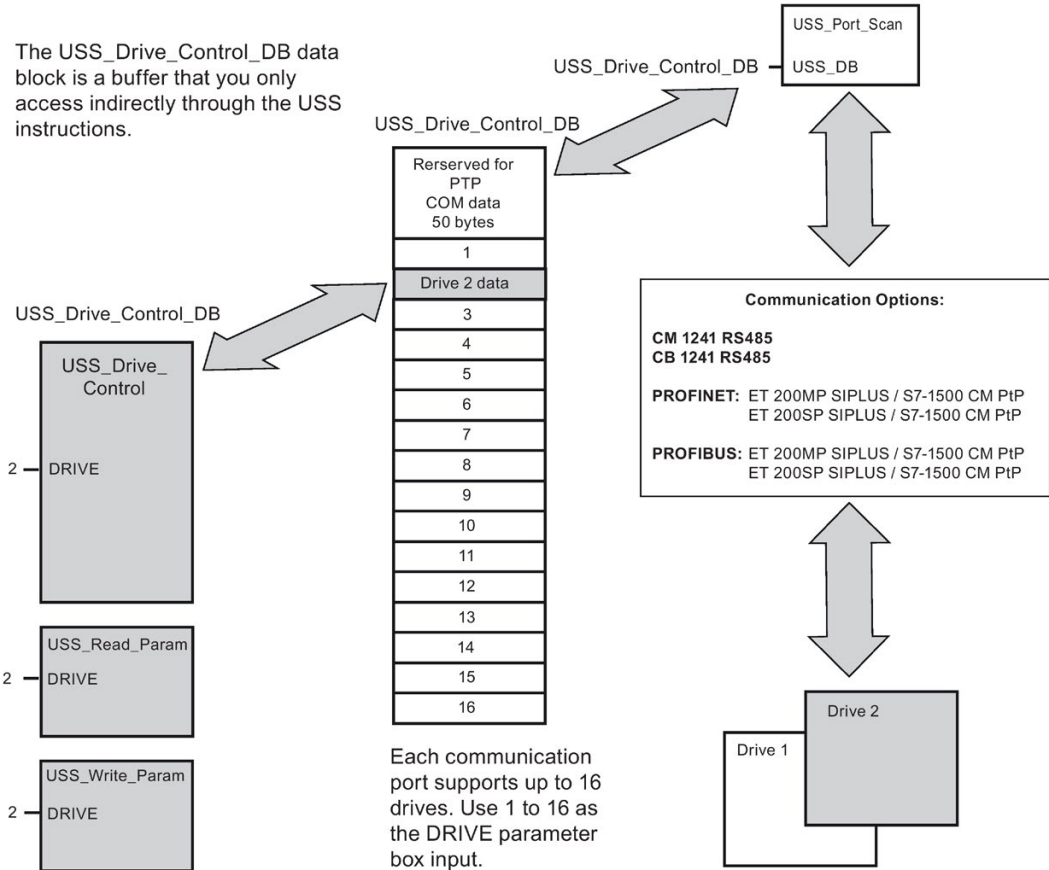 The USS_Drive_Control_DB data
block is a buffer that you only
access indirectly through the USS
instructions.
USS_Drive_Control_DB
USS_Drive_
Control
2
DRIVE
USS_Read_Param
2
DRIVE
USS_Write_Param
2
DRIVE
USS_Drive_Control_DB
Rerserved for
PTP
COM data
50 bytes
1
Drive 2 data
3
4
5
6
7
8
9
10
11
12
13
14
15
16
Each communication
port supports up to 16
drives. Use 1 to 16 as
the DRIVE parameter
box input.
USS_Drive_Control_DB
USS_Port_Scan
USS_DB
Communication Options:
CM 1241 RS485
CB 1241 RS485
PROFINET: ET 200MP SIPLUS / S7-1500 CM PtP
ET 200SP SIPLUS / S7-1500 CM PtP
PROFIBUS: ET 200MP SIPLUS / S7-1500 CM PtP
ET 200SP SIPLUS / S7-1500 CM PtP
Drive 2
Drive 1